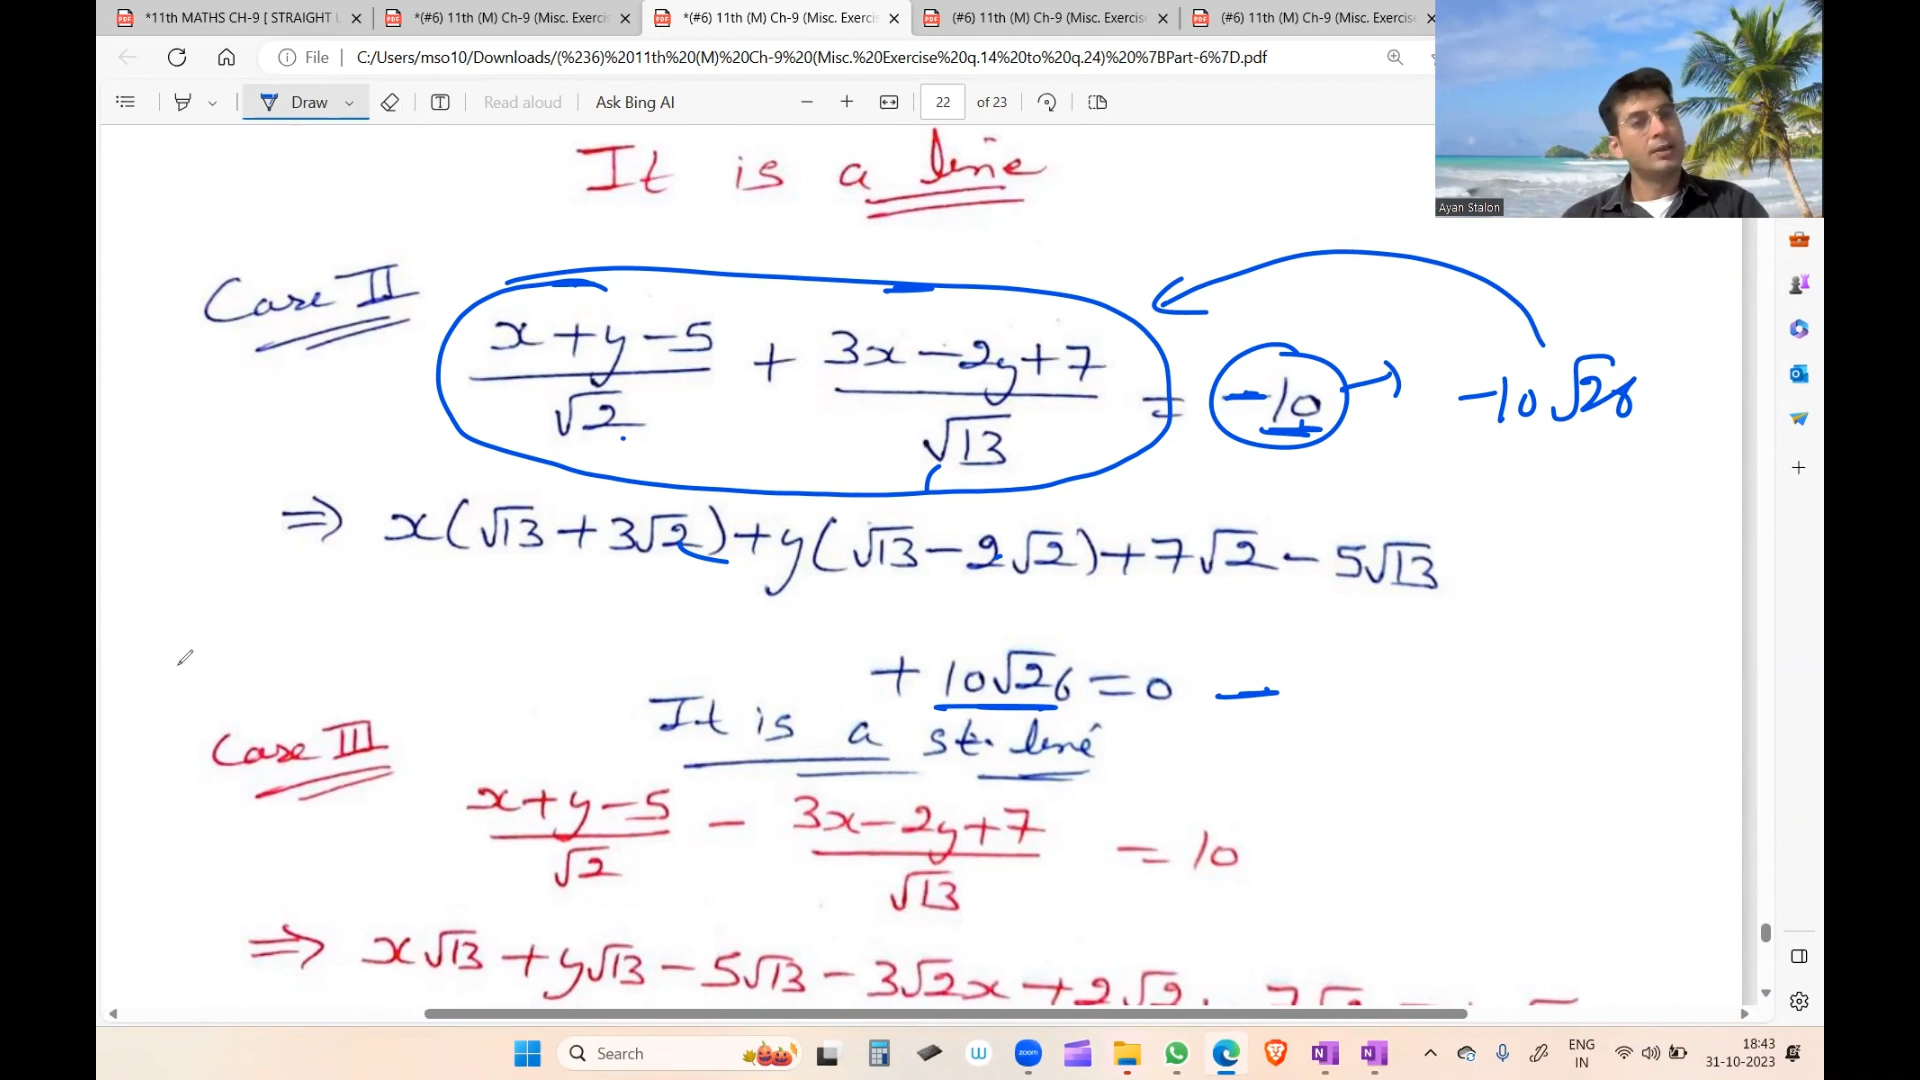 *11th MATHS CH-9 [ STRAIGHT L
*(#6) 11th (M) Ch-9 (Misc. Exercis
*(#6) 11th (M) Ch-9 (Misc. Exercis
(#6) 11th (M) Ch-9 (Misc. Exercise
(#6) 11th (M) Ch-9 (Misc. Exercise
File | C:/Users/mso10/Downloads/(%236)%2011th%20(M)%20Ch-9%20(Misc.%20Exercise%20q.14%20to%20q.24)%20%7BPart-6%7D.pdf
Draw Read aloud Ask Bing AI 22 of 23
Ayan Stalon
It is a line
Case II
x+y-5/√2 + 3x-2y+7/√13 = -10 → -10√26
⇒ x(√13+3√2)+y(√13-2√2)+7√2-5√13
+10√26=0
It is a st. line
Case III
x+y-5/√2 - 3x-2y+7/√13 = 10
⇒ x√13+y√13-5√13-3√2x+2√2
Search
zoom
ENG
IN
18:43
31-10-2023